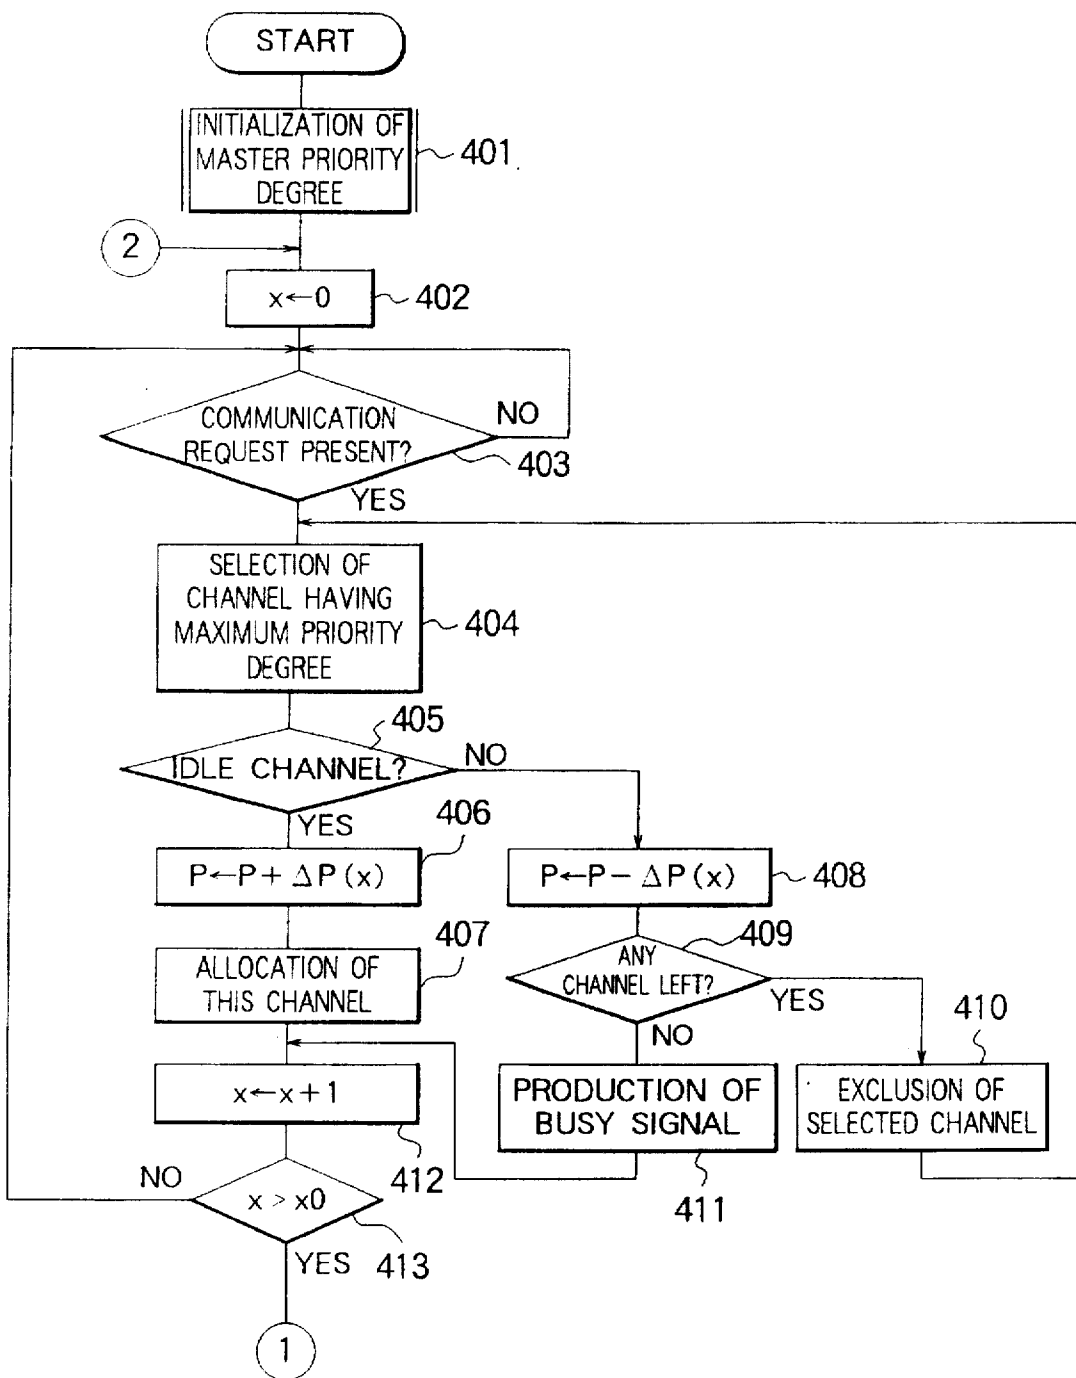 START
INITIALIZATION OF
MASTER PRIORITY
DEGREE
401
2
x←0
402
COMMUNICATION
REQUEST PRESENT?
NO
403
YES
SELECTION OF
CHANNEL HAVING
MAXIMUM PRIORITY
DEGREE
404
405
IDLE CHANNEL?
NO
YES
406
P←P+ΔP(x)
P←P-ΔP(x)
408
407
409
ALLOCATION OF
THIS CHANNEL
ANY
CHANNEL LEFT?
YES
NO
410
x←x+1
412
PRODUCTION OF
BUSY SIGNAL
411
EXCLUSION OF
SELECTED CHANNEL
NO
x>x0
413
YES
1